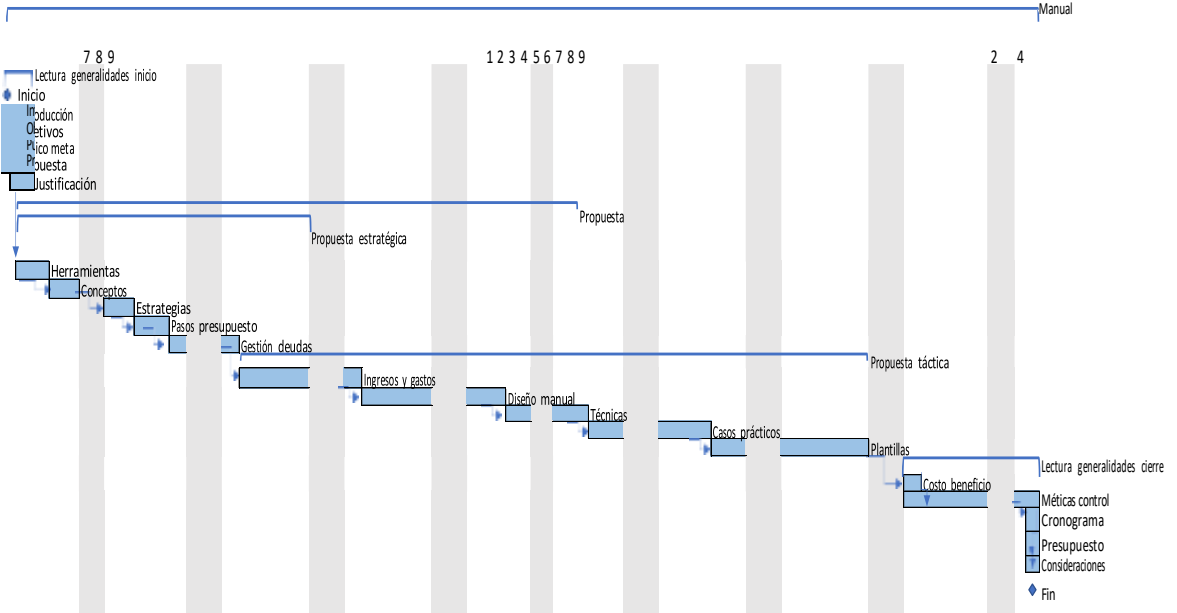 Manual
7 8 9
1 2 3 4 5 6 7 8 9
2 4
Lectura generalidades inicio
Inicio
In oducción
O etivos
ico meta
Pr puesta
Justificación
Propuesta
Propuesta estratégica
Herramientas
Conceptos
Estrategias
Pasos presupuesto
Gestión deudas
Propuesta táctica
Ingresos y gastos
Diseño manual
Técnicas
Casos prácticos
Plantillas
Lectura generalidades cierre
Costo beneficio
Méticas control
Cronograma
Presupuesto
Consideraciones
Fin